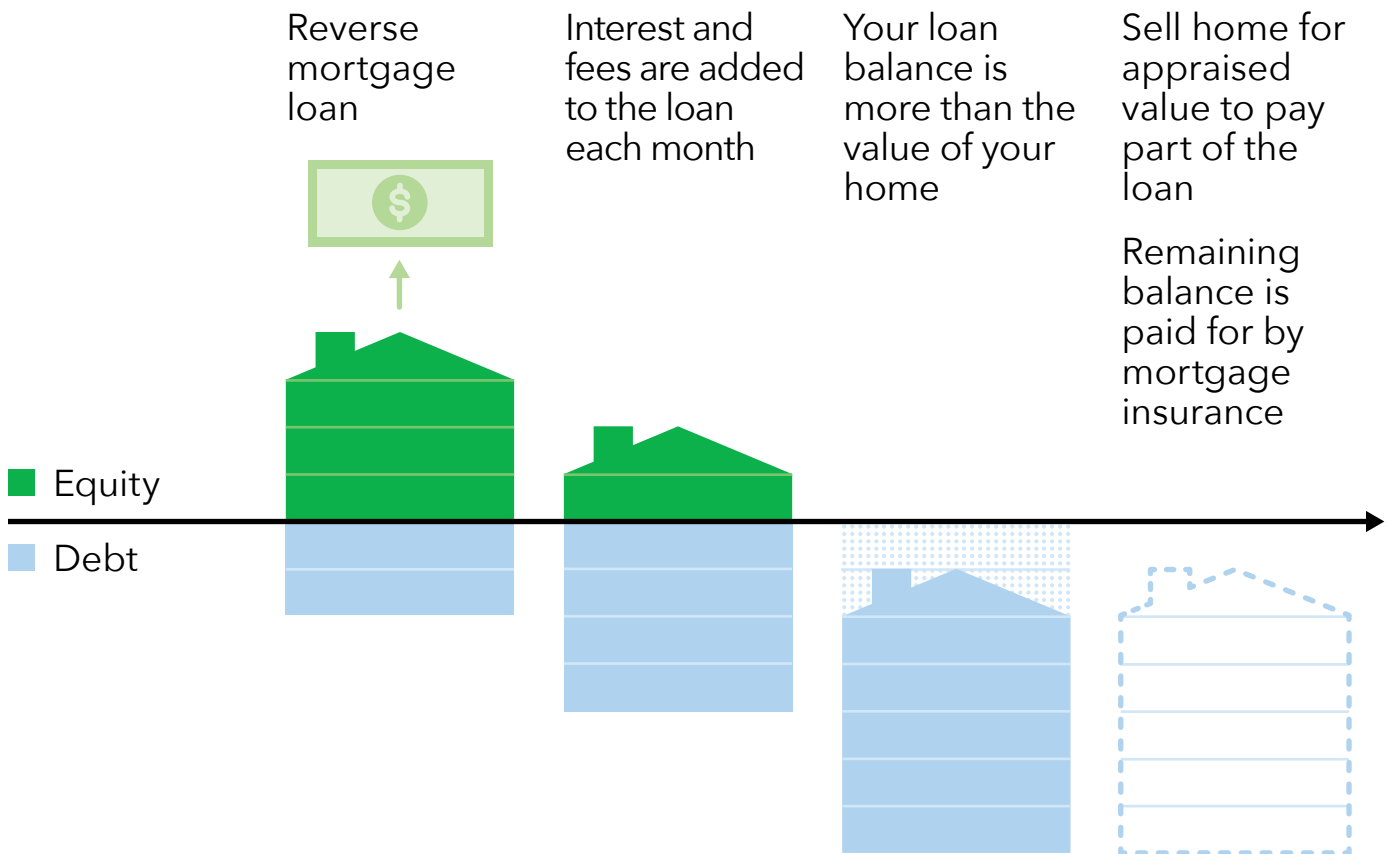 Reverse
mortgage
loan
Interest and
fees are added
to the loan
each month
Your loan
balance is
more than the
value of your
home
Sell home for
appraised
value to pay
part of the
loan
Remaining
balance is
paid for by
mortgage
insurance
$
Equity
Debt